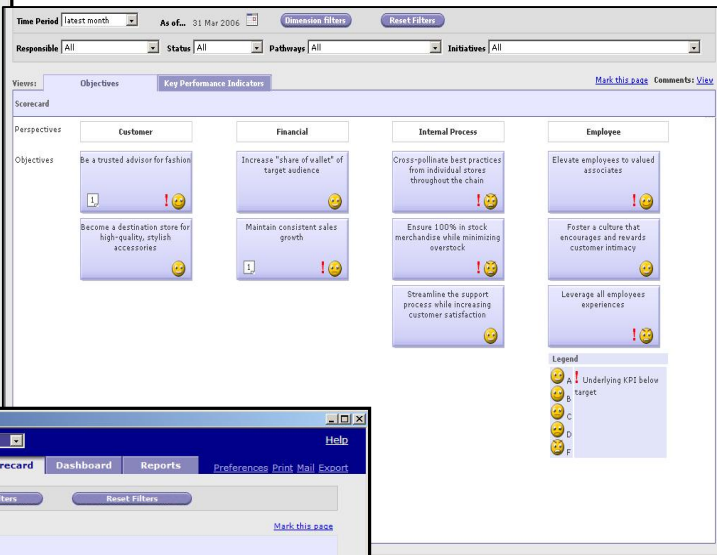 Time Period latest month As of... 31 Mar 2006 Dimension filters Reset Filters
Responsible All Status All Pathways All Initiatives All
Views: Objectives Key Performance Indicators Mark this page Comments: View
Scorecard
Perspectives Customer Financial Internal Process Employee
Objectives
Be a trusted advisor for fashion
1
Increase "share of wallet" of
target audience
Cross-pollinate best practices
from individual stores
throughout the chain
!
Elevate employees to valued
associates
!
Become a destination store for
high-quality, stylish
accessories
Maintain consistent sales
growth
1 !
Ensure 100% in stock
merchandise while minimizing
overstock
!
Foster a culture that
encourages and rewards
customer intimacy
Streamline the support
process while increasing
customer satisfaction
Leverage all employees
experiences
!
Legend
A ! Underlying KPI below
target
B
C
D
F
Help
recard Dashboard Reports Preferences Print Mail Export
lters Reset Filters
Mark this page